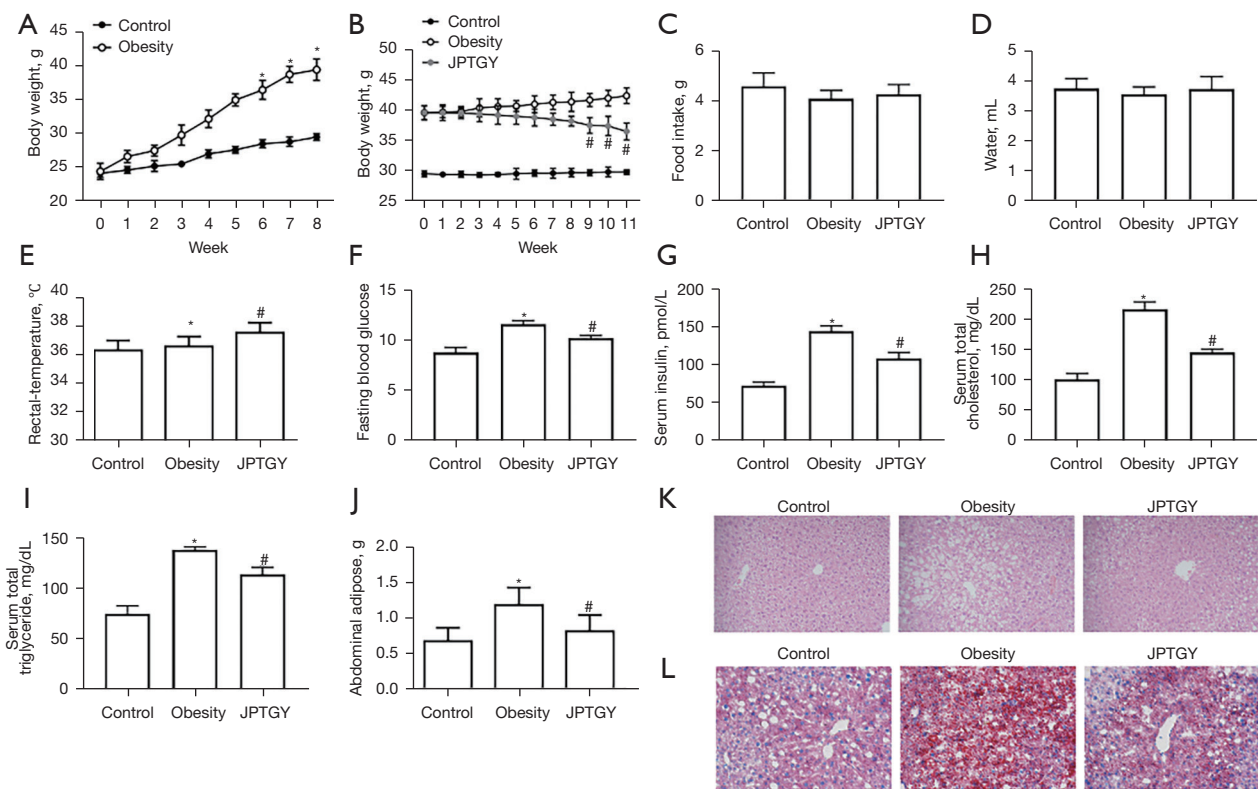 A
Control
Obesity
Body weight, g
45
40
35
30
25
20
* * *
0 1 2 3 4 5 6 7 8
Week
B
Control
Obesity
JPTGY
Body weight, g
50
45
40
35
30
25
# # #
0 1 2 3 4 5 6 7 8 9 10 11
Week
C
Food intake, g
6
4
2
0
Control Obesity JPTGY
D
Water, mL
5
4
3
2
1
0
Control Obesity JPTGY
E
Rectal-temperature, °C
40
38
36
34
32
30
* #
Control Obesity JPTGY
F
Fasting blood glucose
15
10
5
0
* #
Control Obesity JPTGY
G
Serum insulin, pmol/L
200
150
100
50
0
* #
Control Obesity JPTGY
H
Serum total
cholesterol, mg/dL
250
200
150
100
50
0
* #
Control Obesity JPTGY
I
Serum total
triglyceride, mg/dL
150
100
50
0
* #
Control Obesity JPTGY
J
Abdominal adipose, g
2.0
1.5
1.0
0.5
0
* #
Control Obesity JPTGY
K
Control Obesity JPTGY
L
Control Obesity JPTGY